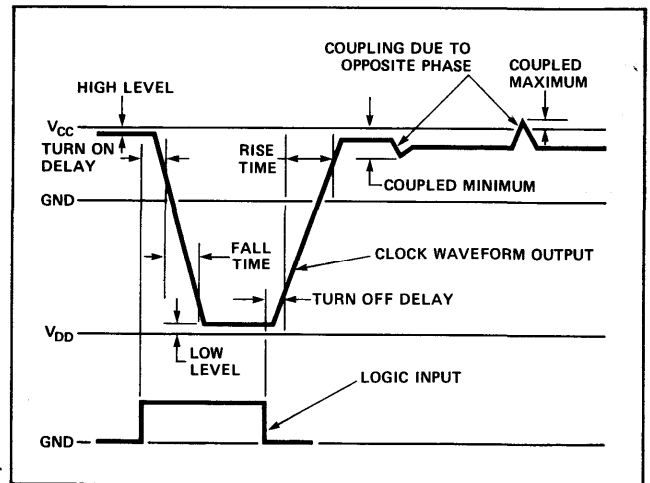 COUPLING DUE TO
OPPOSITE PHASE
COUPLED
MAXIMUM
HIGH LEVEL
VCC
TURN ON
DELAY
RISE
TIME
COUPLED MINIMUM
GND
FALL
TIME
CLOCK WAVEFORM OUTPUT
TURN OFF DELAY
VDD
LOW
LEVEL
LOGIC INPUT
GND